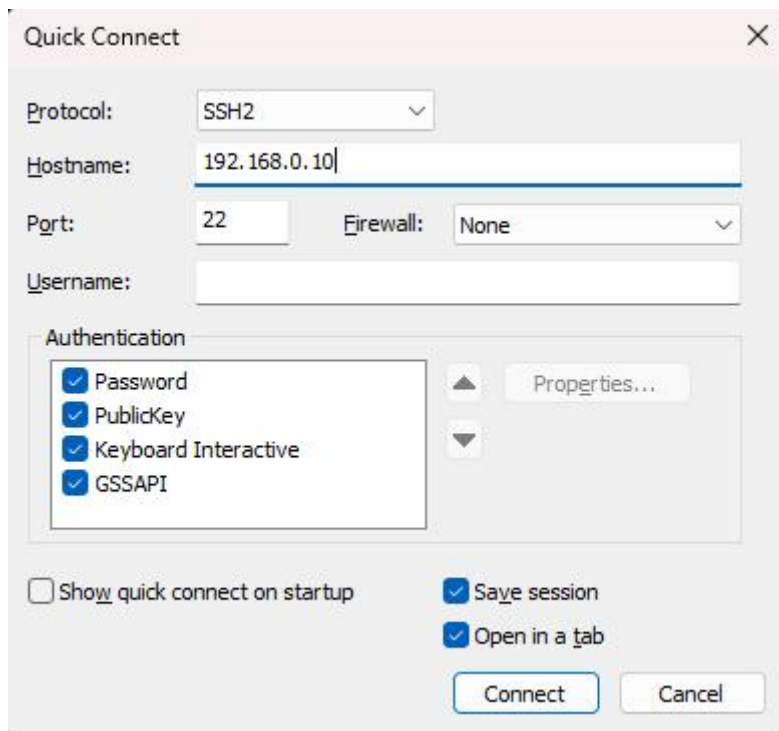 Quick Connect
Protocol: SSH2
Hostname: 192.168.0.10
Port: 22 Firewall: None
Username:
Authentication
Password
PublicKey
Keyboard Interactive
GSSAPI
Properties...
Show quick connect on startup
Save session
Open in a tab
Connect Cancel